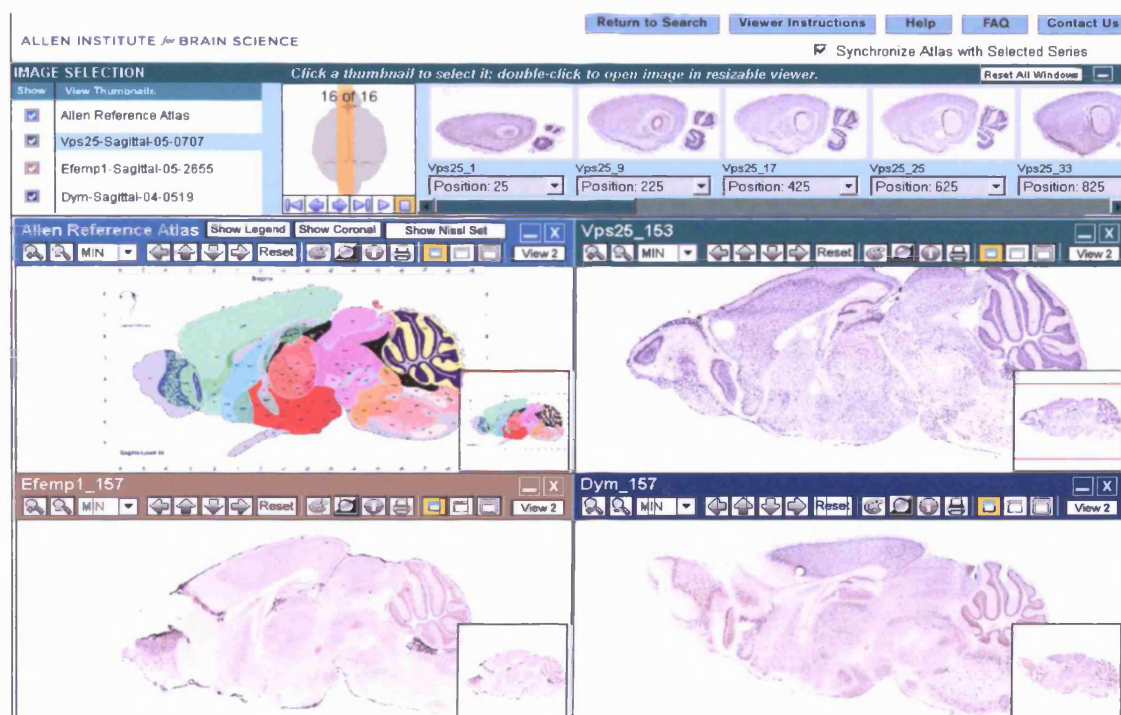 Return to Search Viewer Instructions Help FAQ Contact Us
ALLEN INSTITUTE for BRAIN SCIENCE
Synchronize Atlas with Selected Series
IMAGE SELECTION
Click a thumbnail to select it; double-click to open image in resizable viewer.
Reset All Windows
Show View Thumbnails
Allen Reference Atlas
Vps25-Sagittal-05-0707
Efemp1-Sagittal-05-2655
Dym-Sagittal-04-0519
16 of 16
Vps25_1 Vps25_9 Vps25_17 Vps25_25 Vps25_33
Position: 25 Position: 225 Position: 425 Position: 625 Position: 825
Allen Reference Atlas Show Legend Show Coronal Show Nissl Set X
MIN Reset View 2
Vps25_153 X
MIN Reset View 2
Efemp1_157 X
MIN Reset View 2
Dym_157 X
MIN Reset View 2